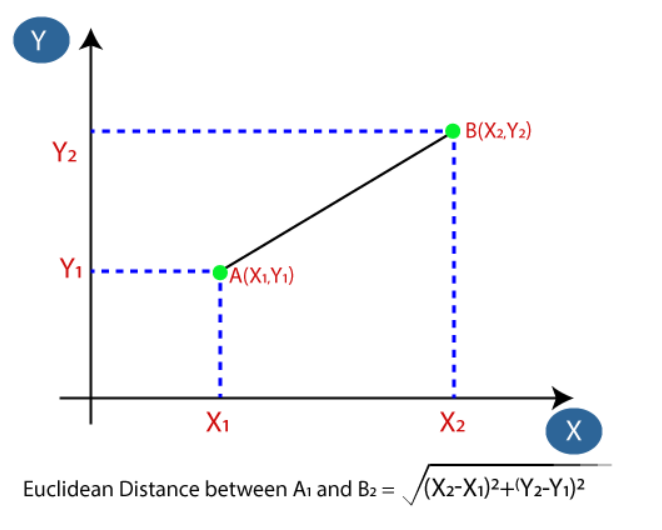 Y
Y₂
B(X₂,Y₂)
Y₁
A(X₁,Y₁)
X₁
X₂
X
Euclidean Distance between A₁ and B₂ = √(X₂-X₁)²+(Y₂-Y₁)²